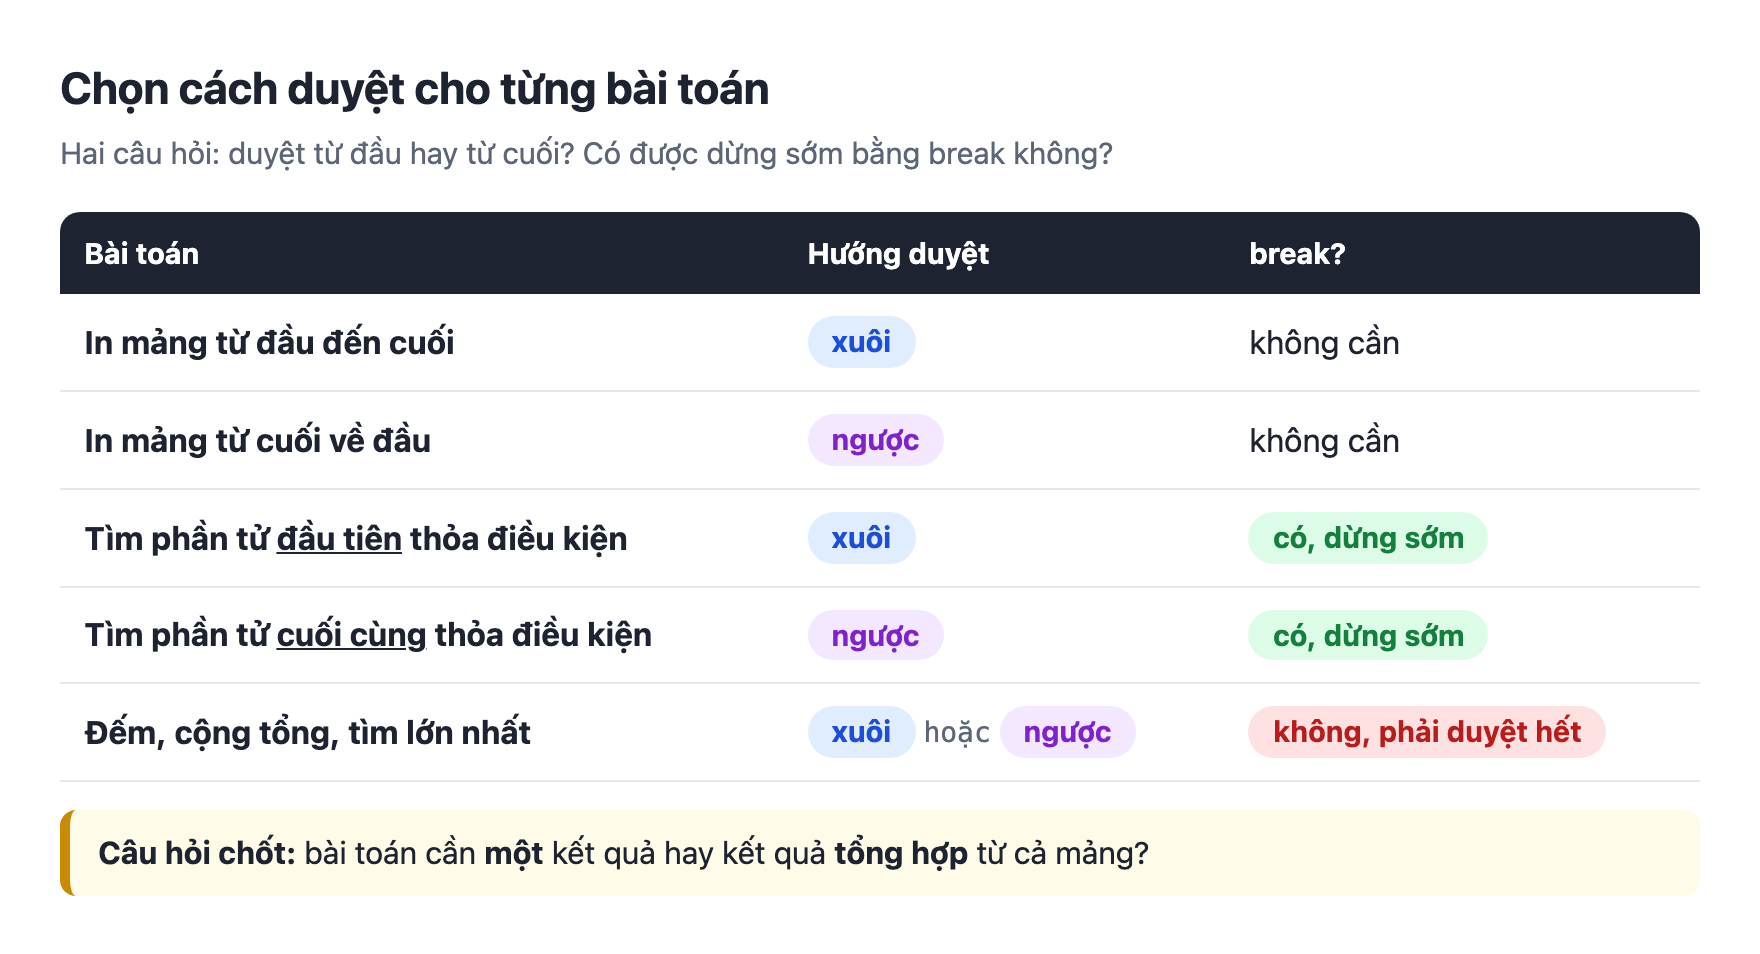 Chọn cách duyệt cho từng bài toán
Hai câu hỏi: duyệt từ đầu hay từ cuối? Có được dừng sớm bằng break không?
Bài toán Hướng duyệt break?
In mảng từ đầu đến cuối xuôi không cần
In mảng từ cuối về đầu ngược không cần
Tìm phần tử đầu tiên thỏa điều kiện xuôi có, dừng sớm
Tìm phần tử cuối cùng thỏa điều kiện ngược có, dừng sớm
Đếm, cộng tổng, tìm lớn nhất xuôi hoặc ngược không, phải duyệt hết
Câu hỏi chốt: bài toán cần một kết quả hay kết quả tổng hợp từ cả mảng?